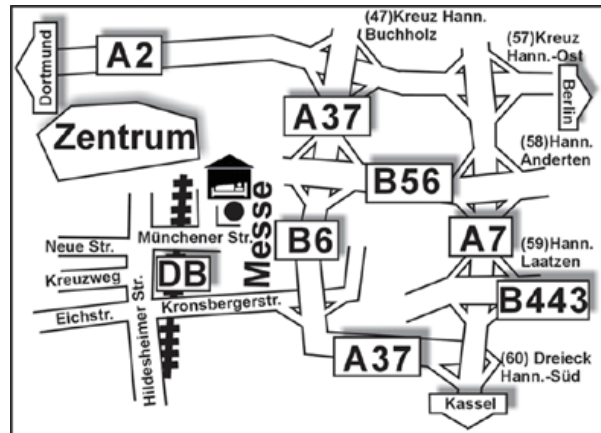 (47)Kreuz Hann.
Buchholz
(57)Kreuz
Hann.-Ost
Dortmund
A2
Berlin
A37
Zentrum
(58)Hann.
Anderten
B56
Messe
Münchener Str.
B6
A7
(59)Hann.
Laatzen
Neue Str.
Kreuzweg
DB
Eichstr.
Hildesheimer Str.
Kronsbergerstr.
B443
A37
(60) Dreieck
Hann.-Süd
Kassel